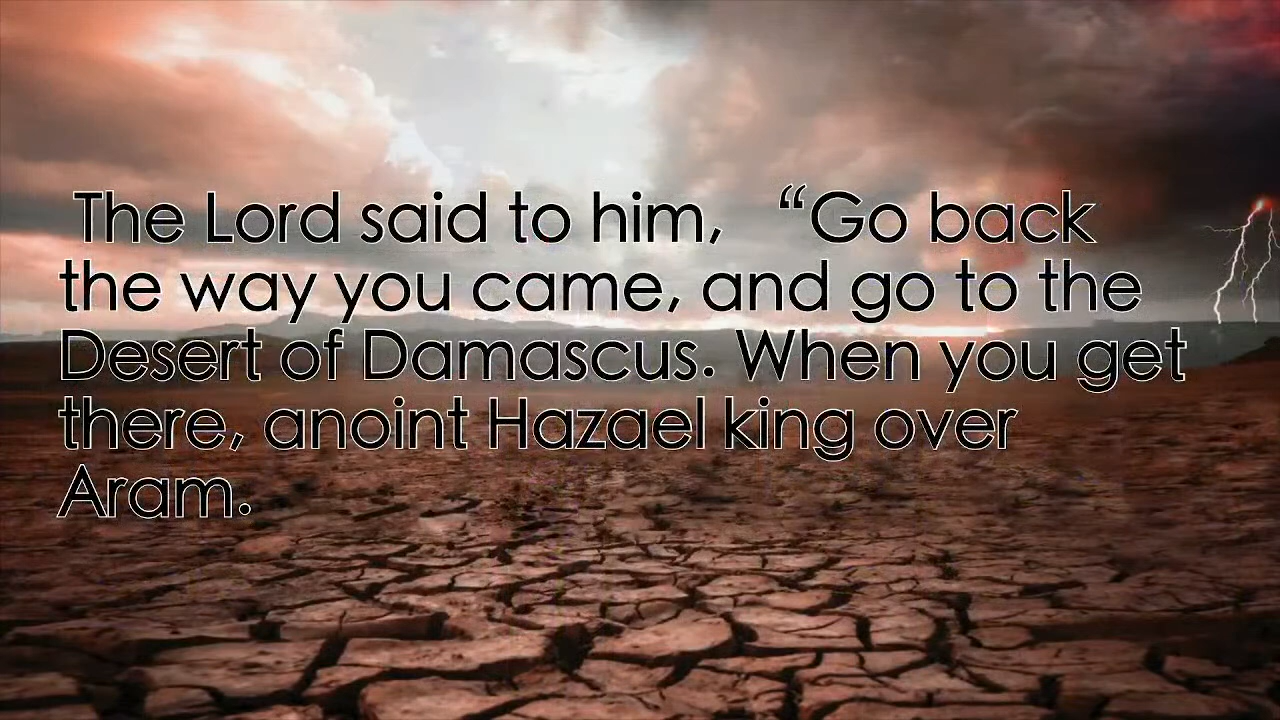 The Lord said to him, “Go back
the way you came, and go to the
Desert of Damascus. When you get
there, anoint Hazael king over
Aram.